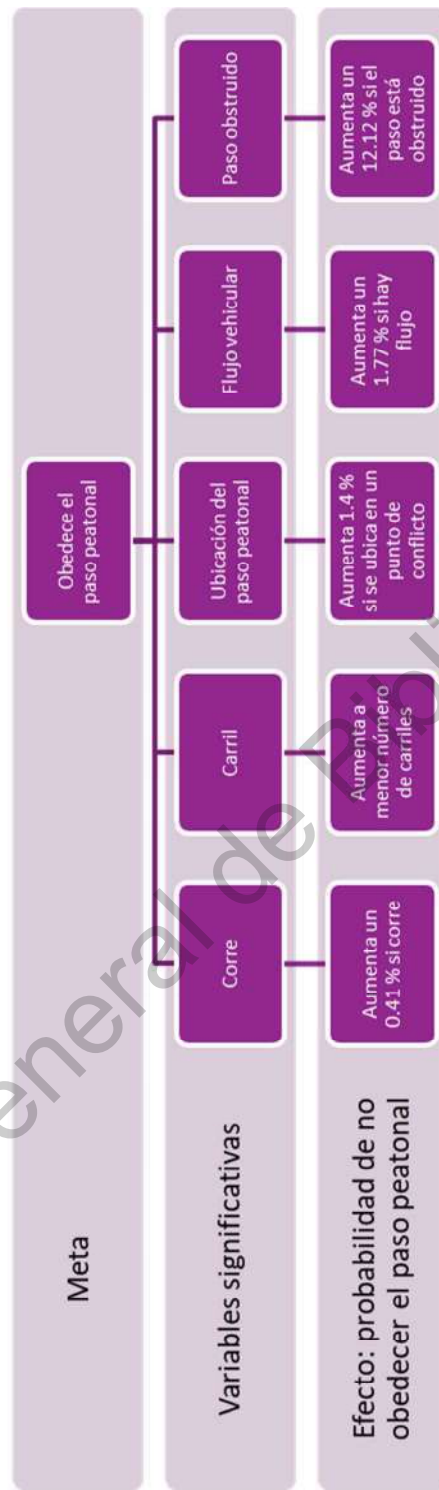 Meta
Obedece el
paso peatonal
Variables significativas
Corre
Carril
Ubicación del
paso peatonal
Flujo vehicular
Paso obstruido
Efecto: probabilidad de no
obedecer el paso peatonal
Aumenta un
0.41 % si corre
Aumenta a
menor número
de carriles
Aumenta 1.4 %
si se ubica en un
punto de
conflicto
Aumenta un
1.77 % si hay
flujo
Aumenta un
12.12 % si el
paso está
obstruido
eneral de Bibli